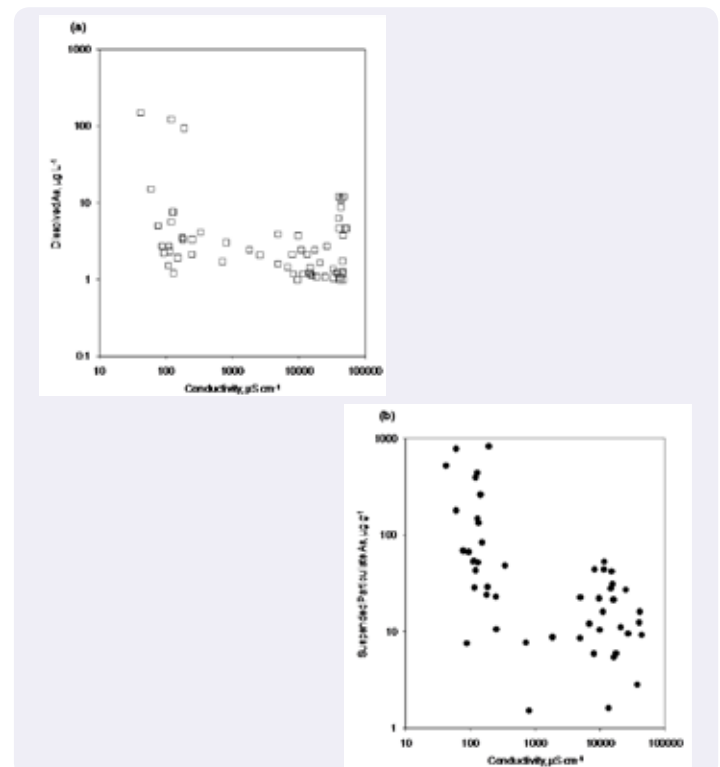 (a)
1000
100
10
1
0.1
Dissolved As, µg L-1
10 100 1000 10000 100000
Conductivity, µS cm-1
(b)
1000
100
10
1
Suspended Particulate As, µg g-1
10 100 1000 10000 100000
Conductivity, µS cm-1